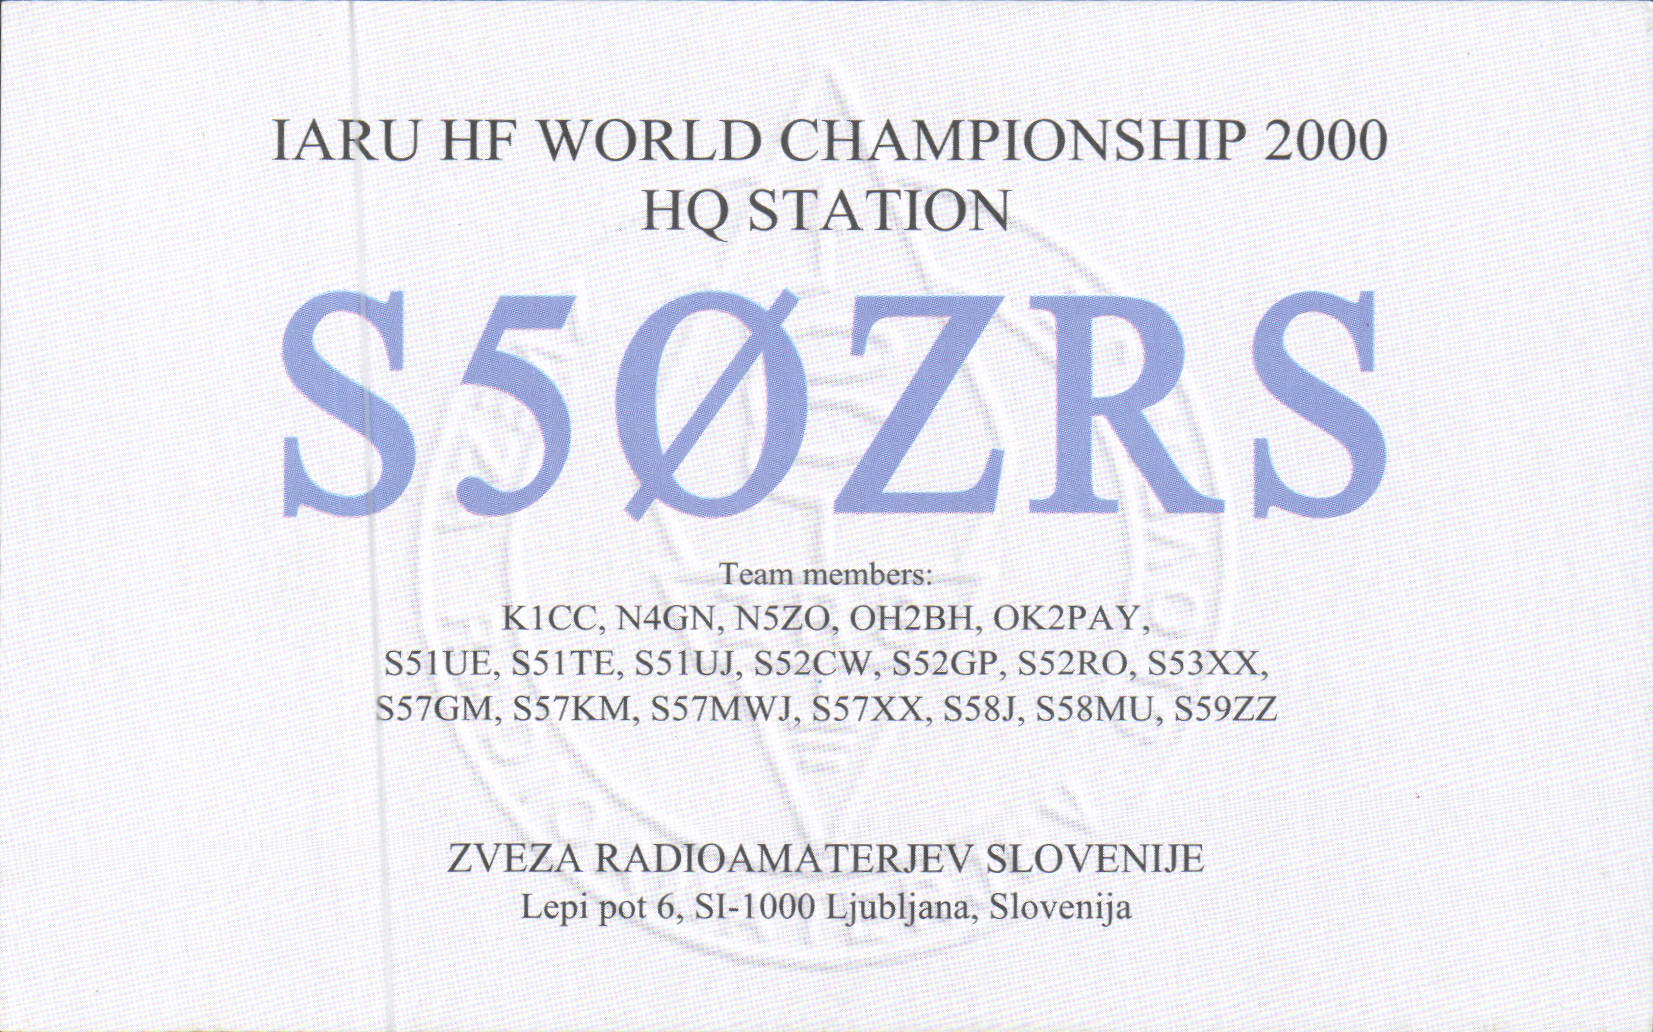 IARU HF WORLD CHAMPIONSHIP 2000
HQ STATION
S5ØZRS
Team members:
K1CC, N4GN, N5ZO, OH2BH, OK2PAY,
S51UE, S51TE, S51UJ, S52CW, S52GP, S52RO, S53XX,
S57GM, S57KM, S57MWJ, S57XX, S58J, S58MU, S59ZZ
ZVEZA RADIOAMATERJEV SLOVENIJE
Lepi pot 6, SI-1000 Ljubljana, Slovenija